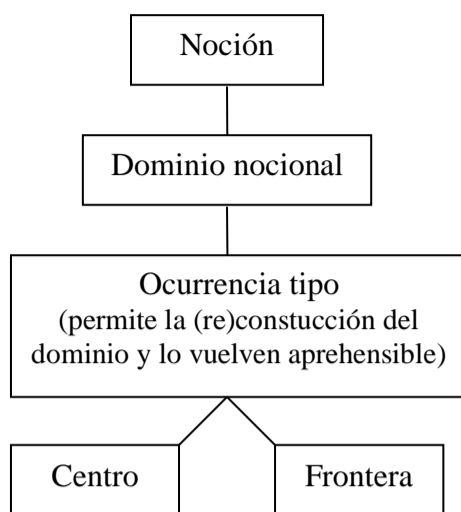 Noción
Dominio nocional
Ocurrencia tipo
(permite la (re)constucción del
dominio y lo vuelven aprehensible)
Centro
Frontera